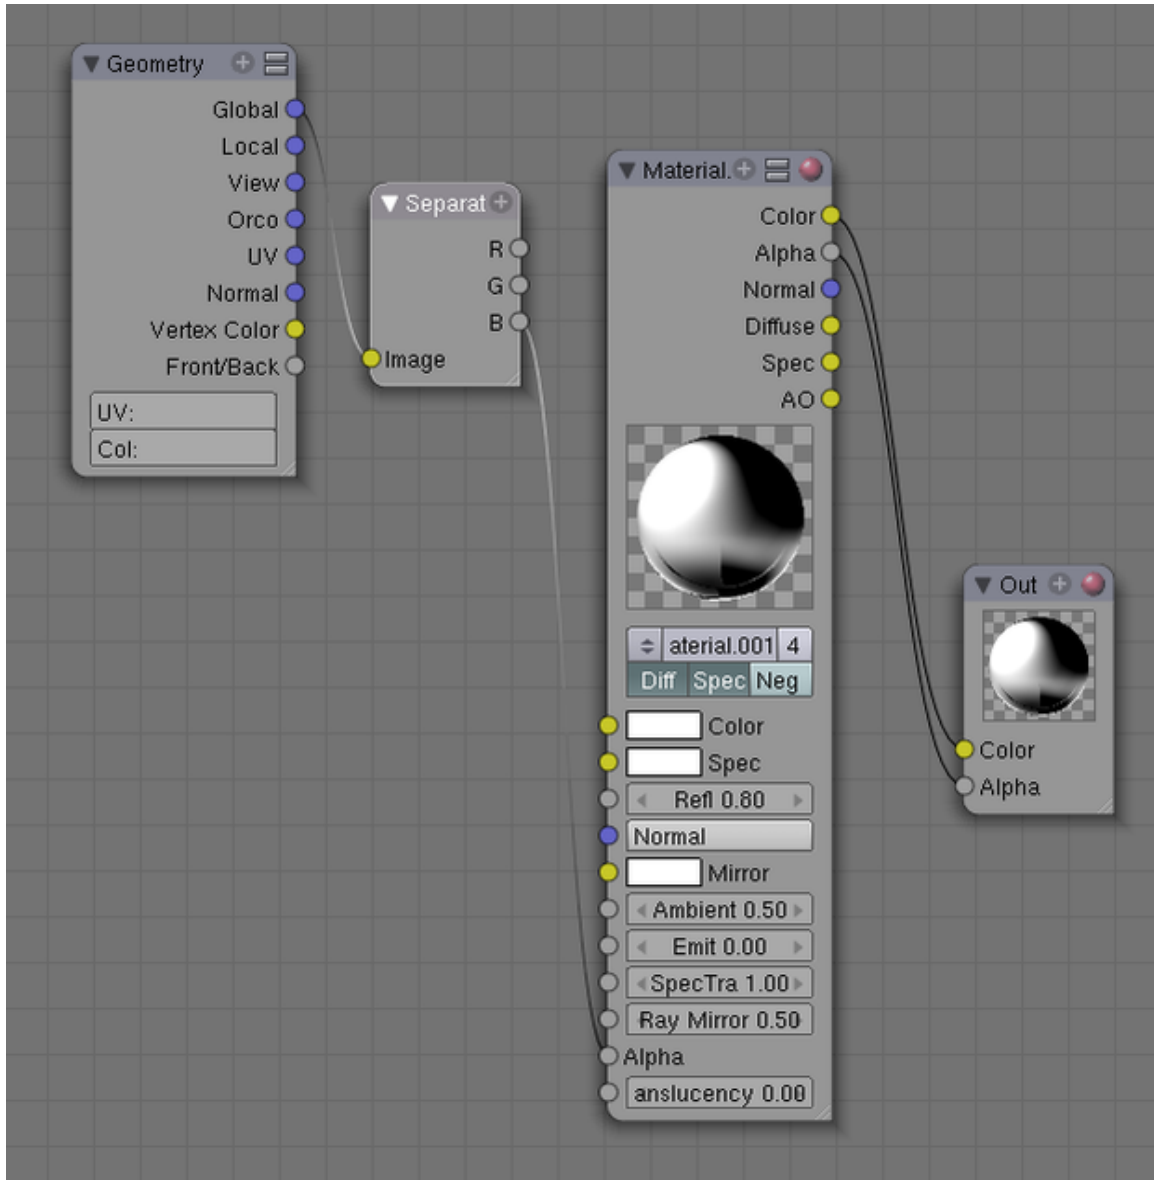 Geometry
Global
Local
View
Orco
UV
Normal
Vertex Color
Front/Back
UV:
Col:
Separat
R
G
B
Image
Material.
Color
Alpha
Normal
Diffuse
Spec
AO
aterial.001 4
Diff Spec Neg
Color
Spec
Refl 0.80
Normal
Mirror
Ambient 0.50
Emit 0.00
SpecTra 1.00
Ray Mirror 0.50
Alpha
anslucency 0.00
Out
Color
Alpha